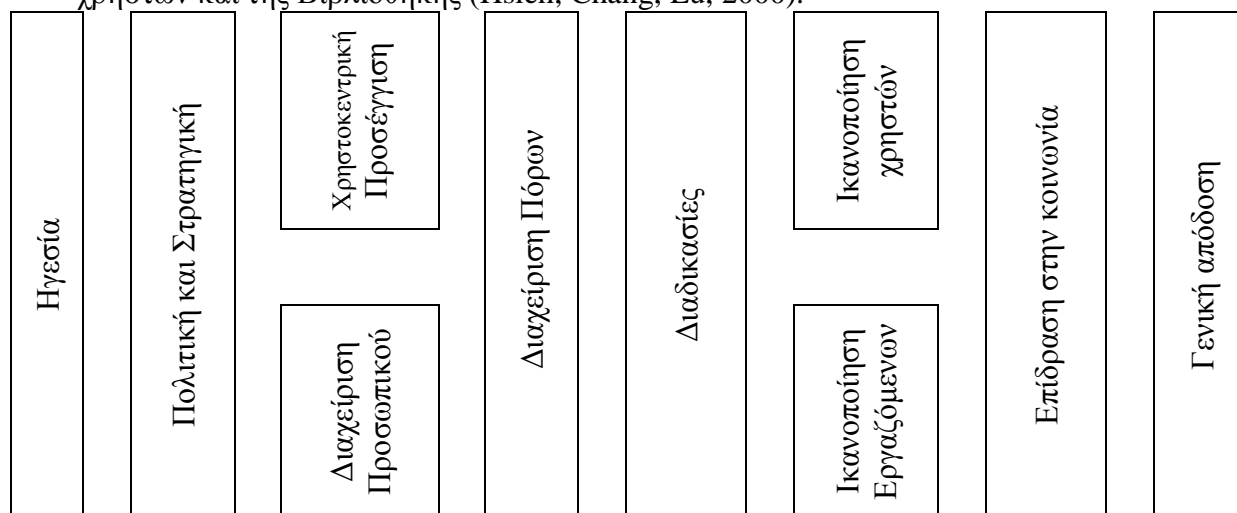 Ηγεσία
Πολιτική και Στρατηγική
Χρηστοκεντρική
Προσέγγιση
Διαχείριση
Προσωπικού
Διαχείριση Πόρων
Διαδικασίες
Ικανοποίηση
χρηστών
Ικανοποίηση
Εργαζόμενων
Επίδραση στην κοινωνία
Γενική απόδοση